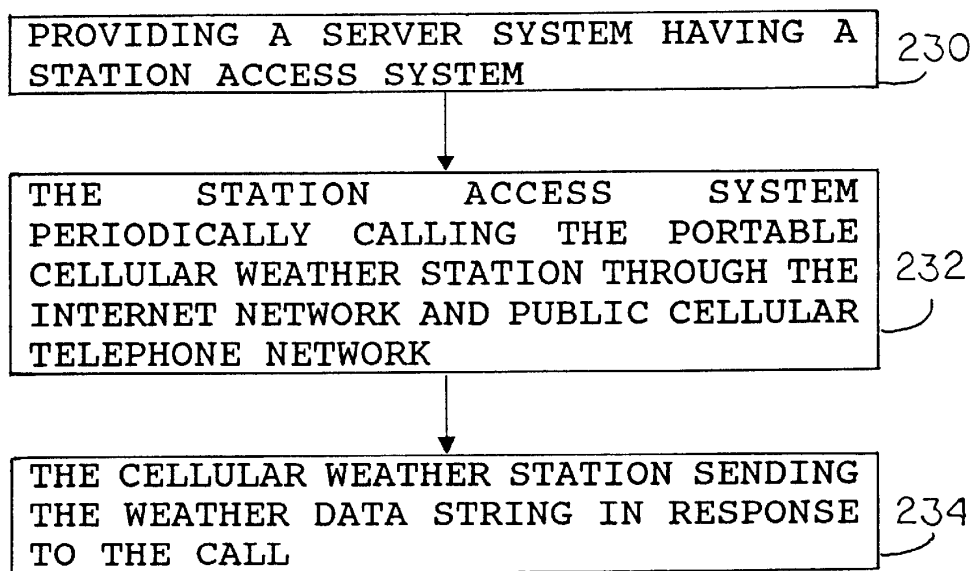 PROVIDING A SERVER SYSTEM HAVING A
STATION ACCESS SYSTEM
230
THE STATION ACCESS SYSTEM
PERIODICALLY CALLING THE PORTABLE
CELLULAR WEATHER STATION THROUGH THE
INTERNET NETWORK AND PUBLIC CELLULAR
TELEPHONE NETWORK
232
THE CELLULAR WEATHER STATION SENDING
THE WEATHER DATA STRING IN RESPONSE
TO THE CALL
234